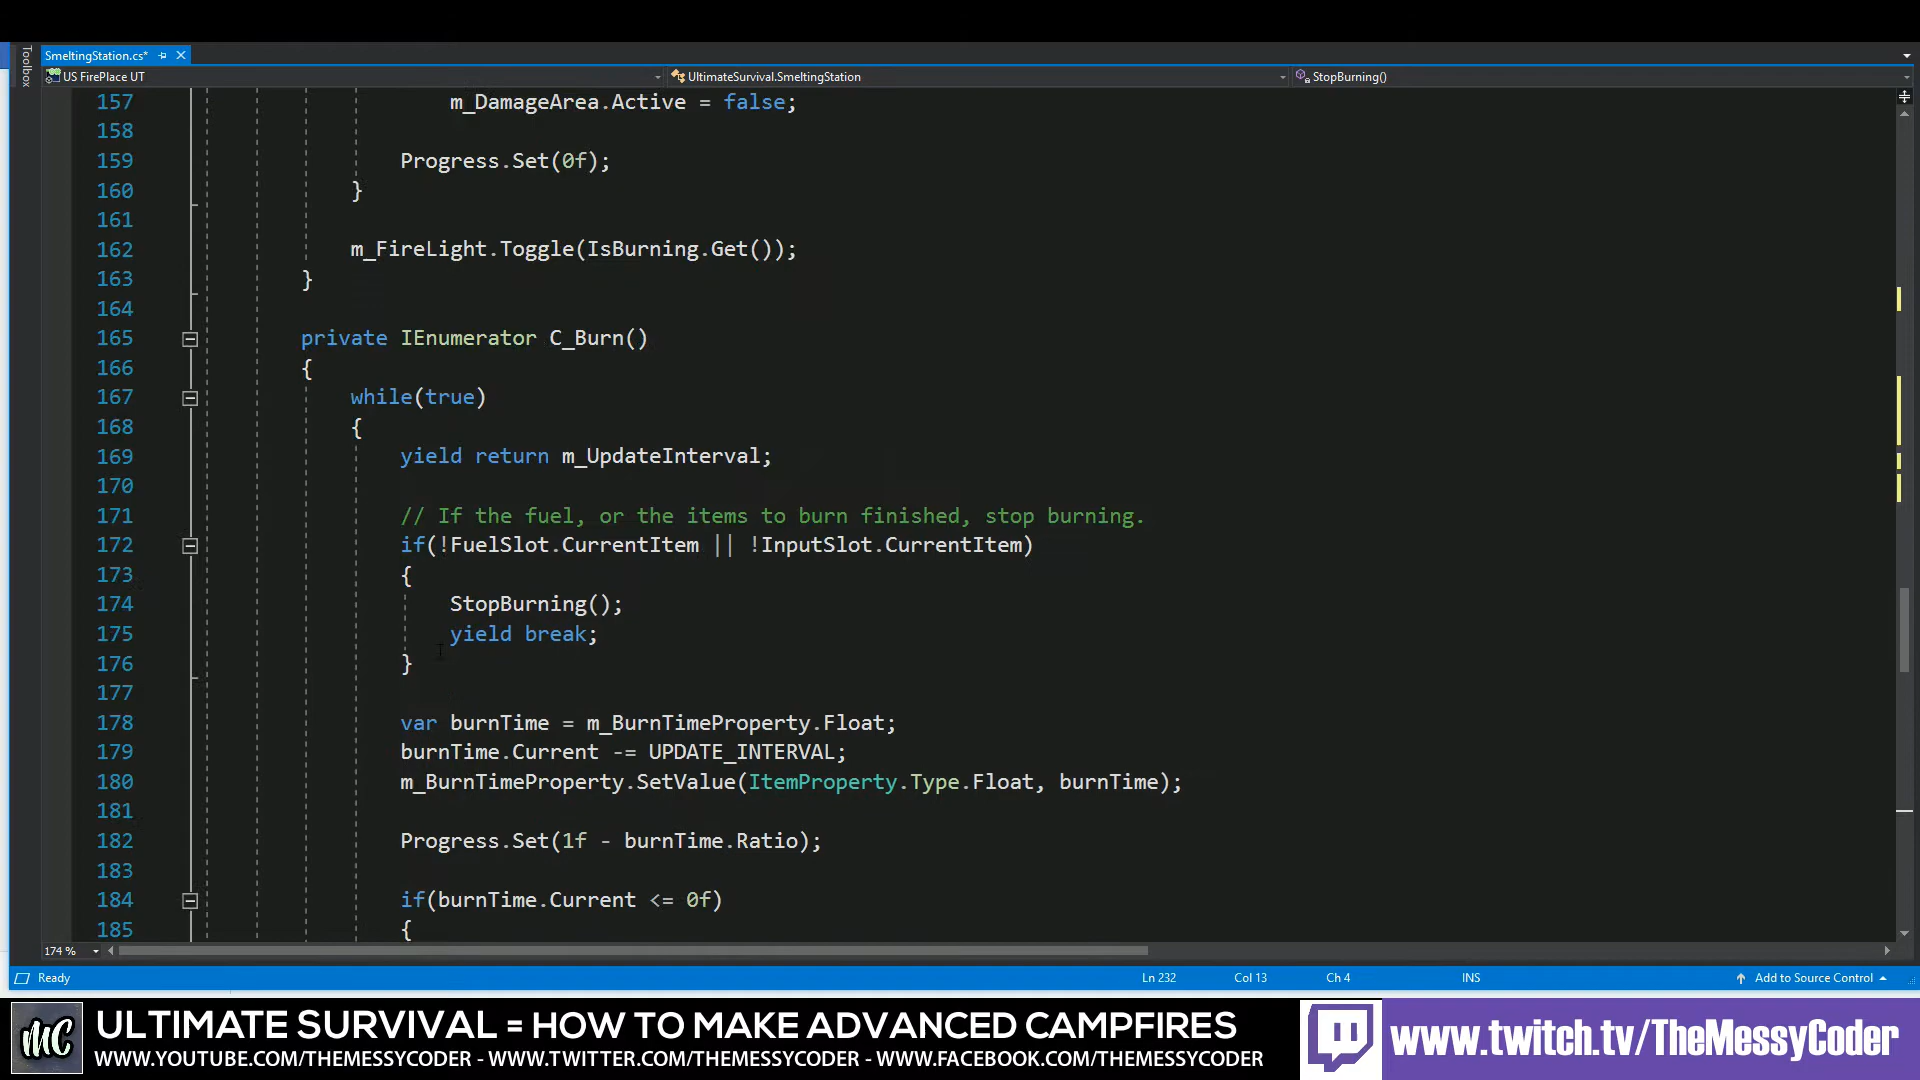 Toolbox
SmeltingStation.cs*
US FirePlace UT
UltimateSurvival.SmeltingStation
StopBurning()
157 m_DamageArea.Active = false;
158
159 Progress.Set(0f);
160 }
161
162 m_FireLight.Toggle(IsBurning.Get());
163 }
164
165 private IEnumerator C_Burn()
166 {
167 while(true)
168 {
169 yield return m_UpdateInterval;
170
171 // If the fuel, or the items to burn finished, stop burning.
172 if(!FuelSlot.CurrentItem || !InputSlot.CurrentItem)
173 {
174 StopBurning();
175 yield break;
176 }
177
178 var burnTime = m_BurnTimeProperty.Float;
179 burnTime.Current -= UPDATE_INTERVAL;
180 m_BurnTimeProperty.SetValue(ItemProperty.Type.Float, burnTime);
181
182 Progress.Set(1f - burnTime.Ratio);
183
184 if(burnTime.Current <= 0f)
185 {
174 %
Ready Ln 232 Col 13 Ch 4 INS Add to Source Control
MC
ULTIMATE SURVIVAL = HOW TO MAKE ADVANCED CAMPFIRES
WWW.YOUTUBE.COM/THEMESSYCODER - WWW.TWITTER.COM/THEMESSYCODER - WWW.FACEBOOK.COM/THEMESSYCODER
www.twitch.tv/TheMessyCoder